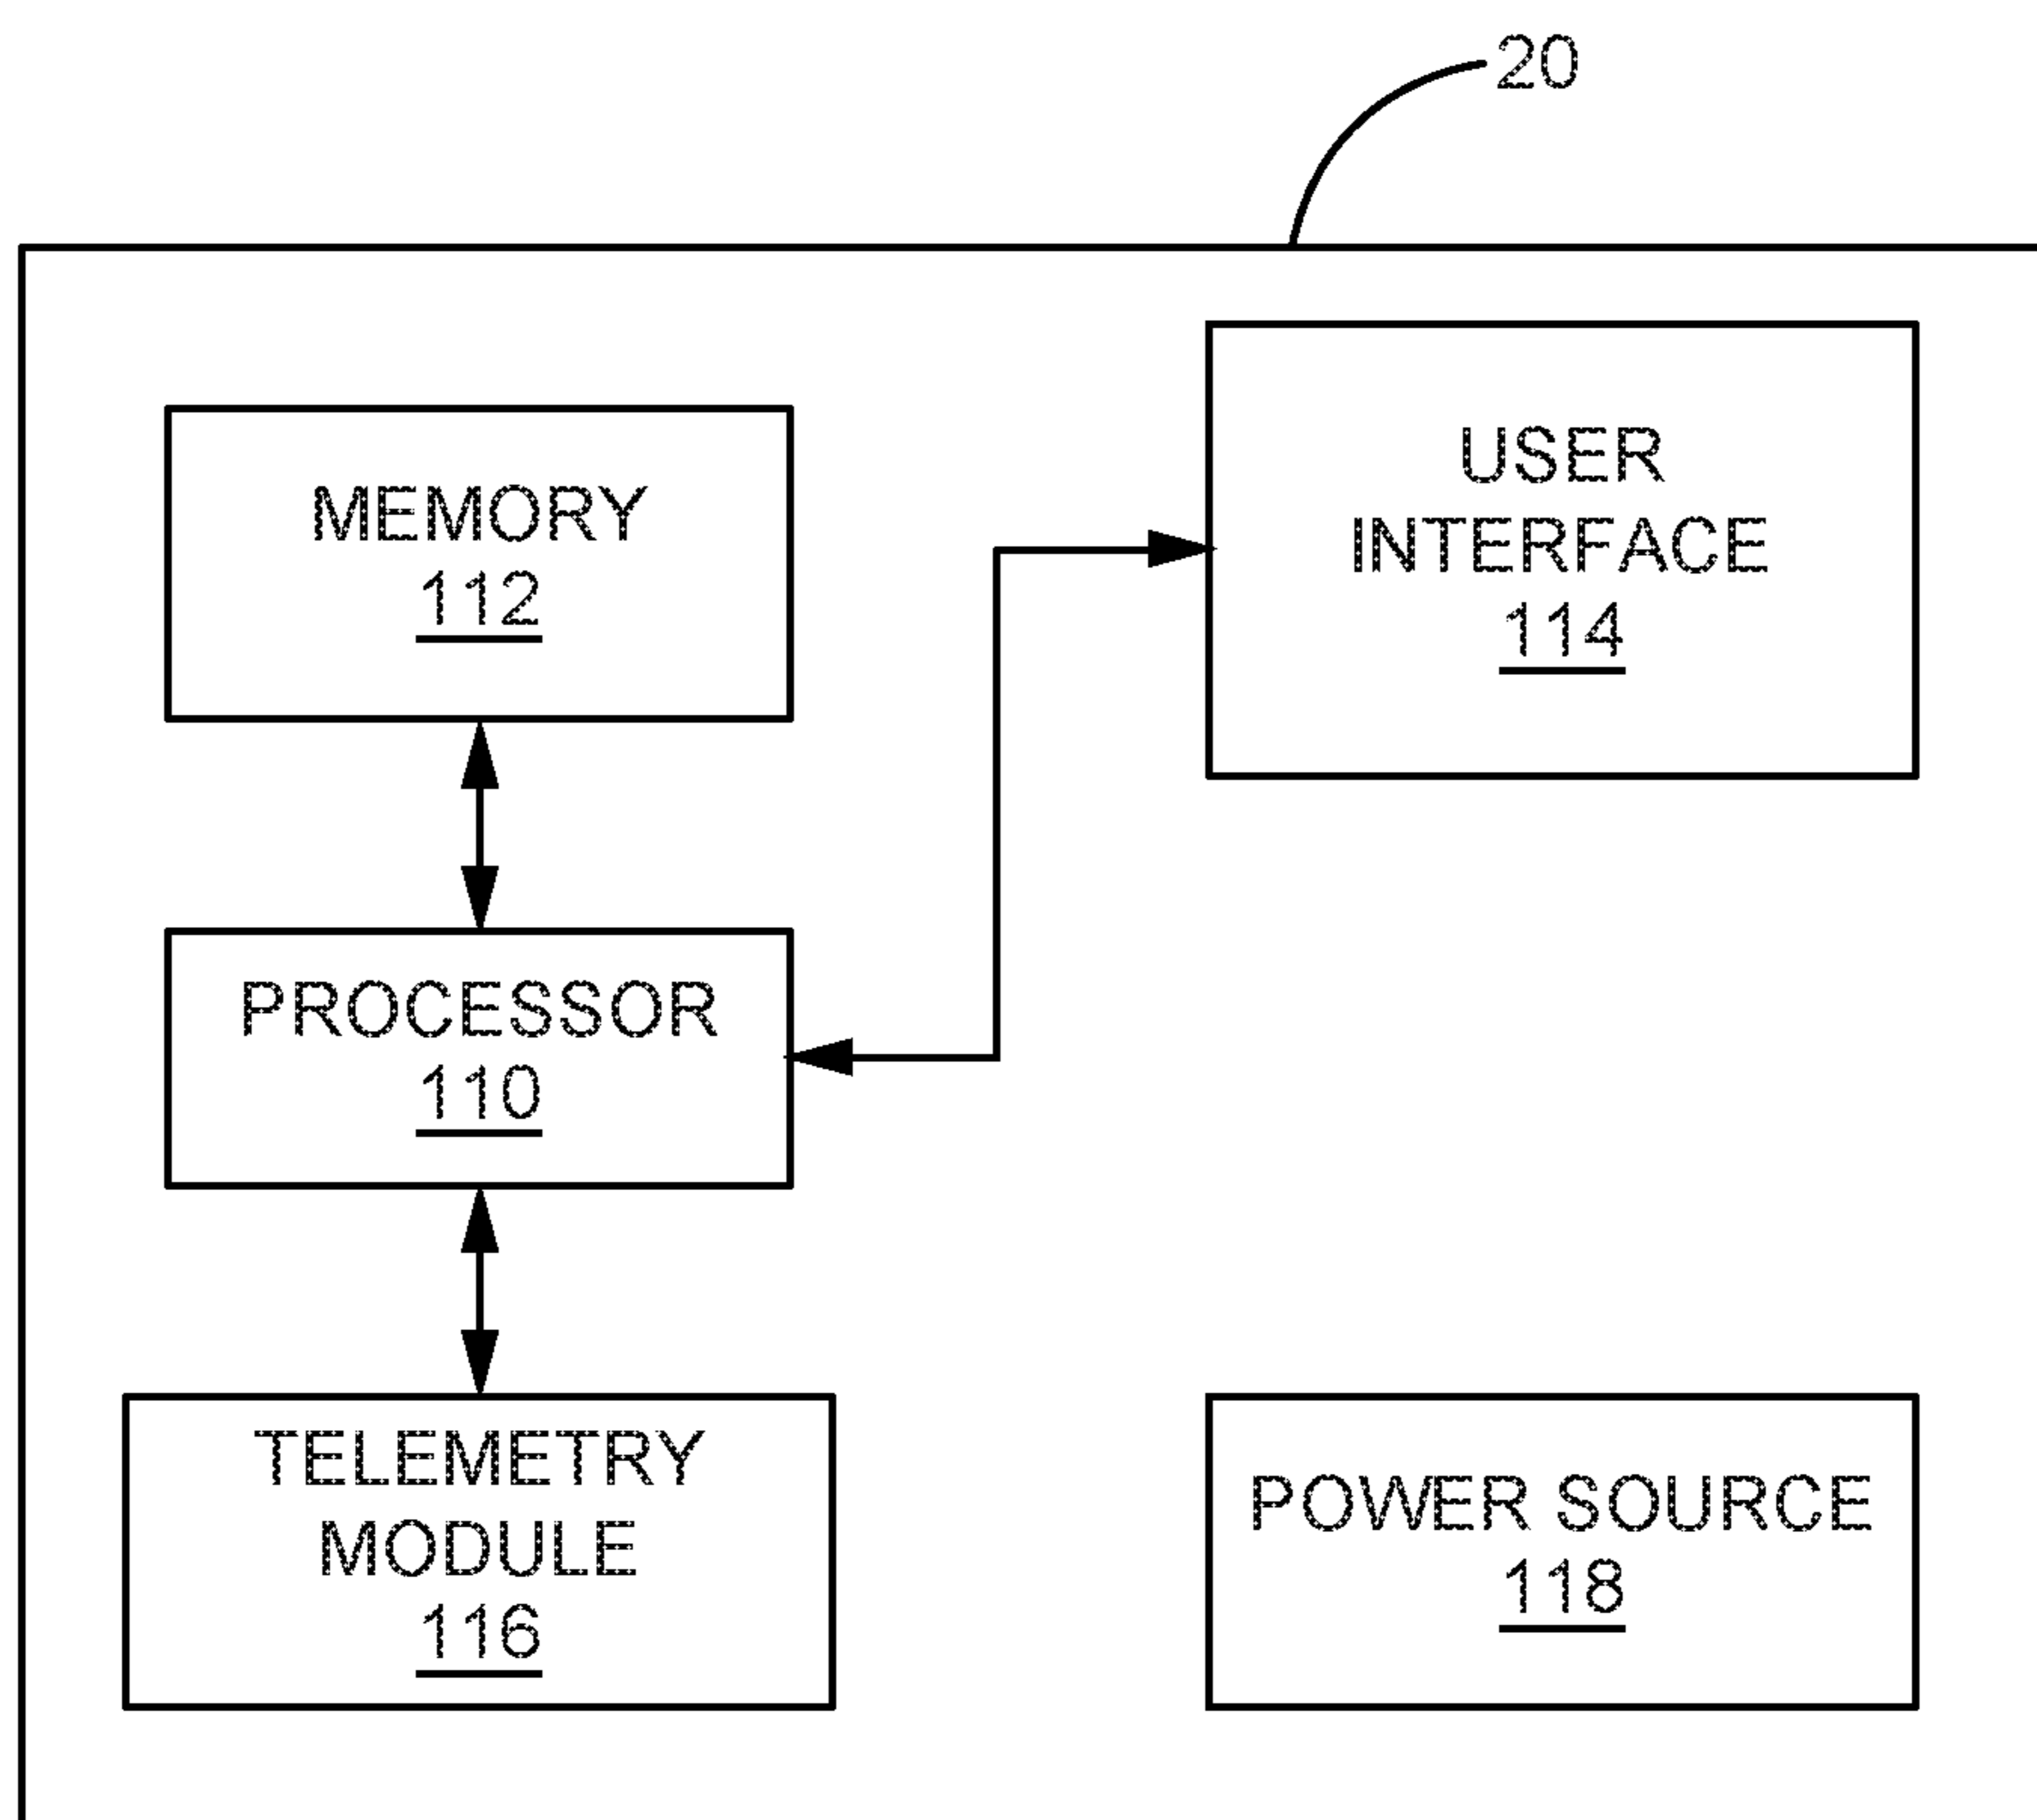 20
MEMORY
112
USER
INTERFACE
114
PROCESSOR
110
TELEMETRY
MODULE
116
POWER SOURCE
118